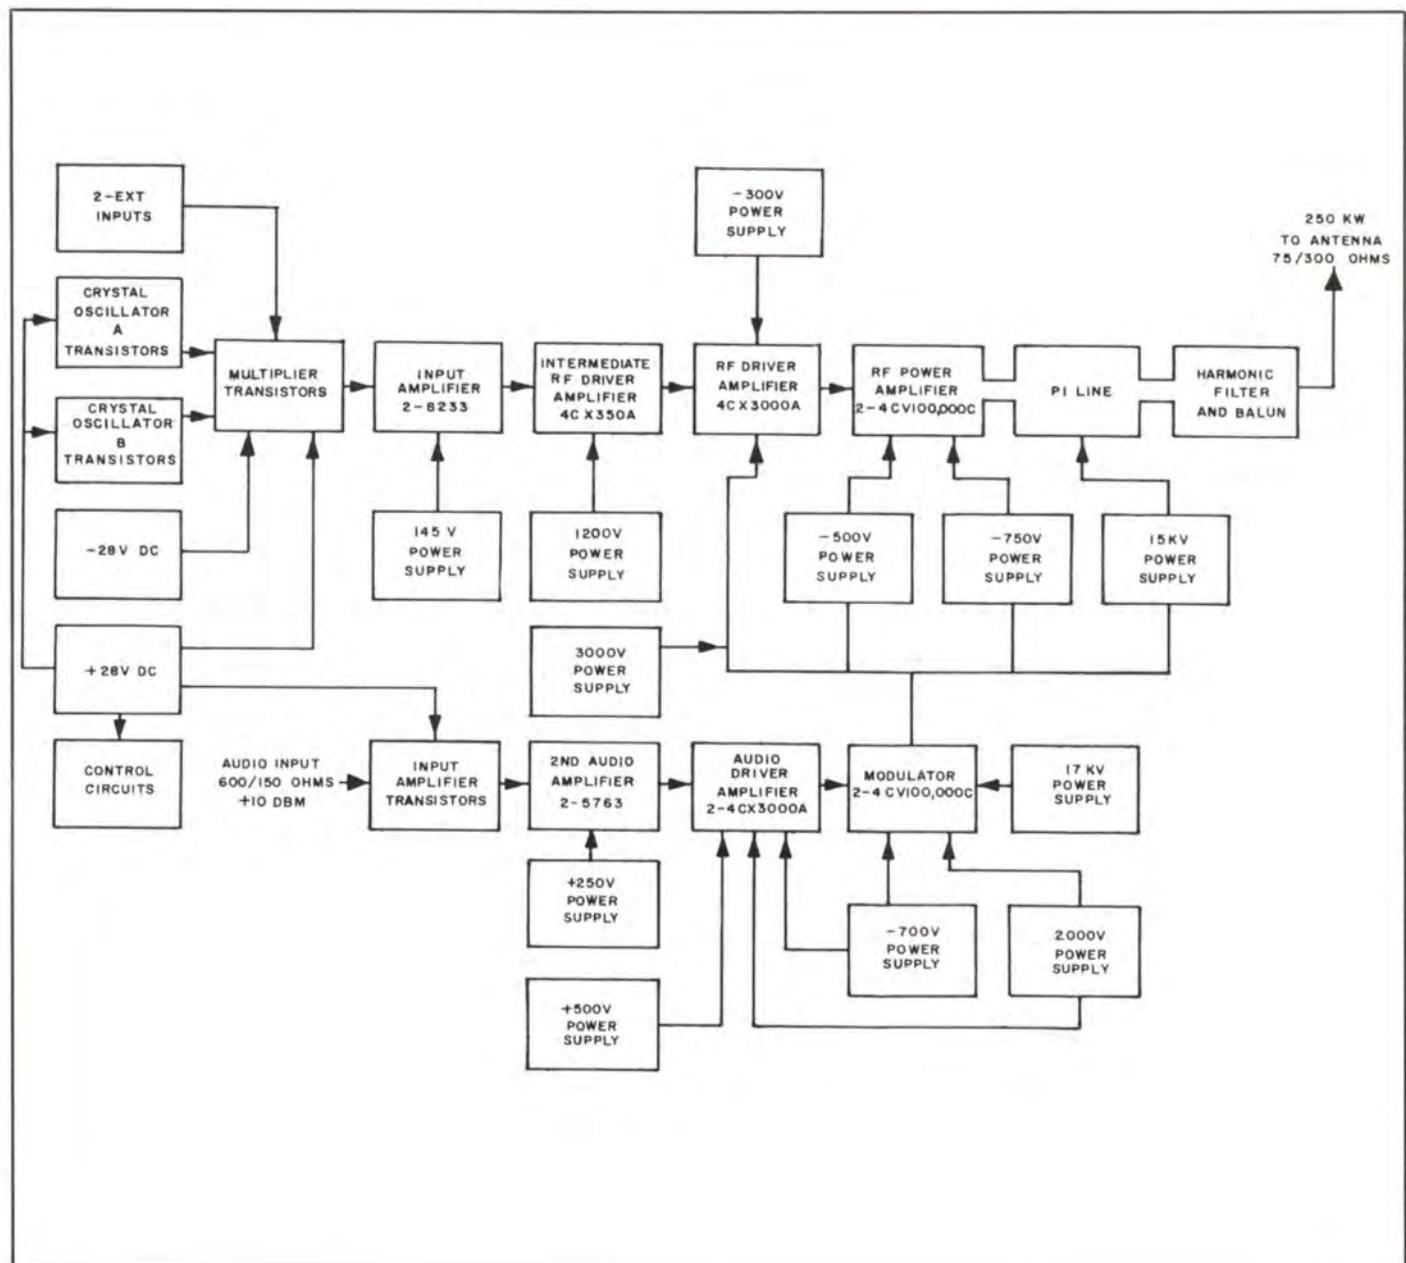 2-EXT
INPUTS
-300V
POWER
SUPPLY
250 KW
TO ANTENNA
75/300 OHMS
CRYSTAL
OSCILLATOR
A
TRANSISTORS
MULTIPLIER
TRANSISTORS
INPUT
AMPLIFIER
2-8233
INTERMEDIATE
RF DRIVER
AMPLIFIER
4CX350A
RF DRIVER
AMPLIFIER
4CX3000A
RF POWER
AMPLIFIER
2-4CV100,000C
PI LINE
HARMONIC
FILTER
AND BALUN
CRYSTAL
OSCILLATOR
B
TRANSISTORS
-28V DC
145 V
POWER
SUPPLY
1200V
POWER
SUPPLY
-500V
POWER
SUPPLY
-750V
POWER
SUPPLY
15KV
POWER
SUPPLY
+28V DC
3000V
POWER
SUPPLY
CONTROL
CIRCUITS
AUDIO INPUT
600/150 OHMS
+10 DBM
INPUT
AMPLIFIER
TRANSISTORS
2ND AUDIO
AMPLIFIER
2-5763
AUDIO
DRIVER
AMPLIFIER
2-4CX3000A
MODULATOR
2-4CV100,000C
17 KV
POWER
SUPPLY
+250V
POWER
SUPPLY
-700V
POWER
SUPPLY
2000V
POWER
SUPPLY
+500V
POWER
SUPPLY